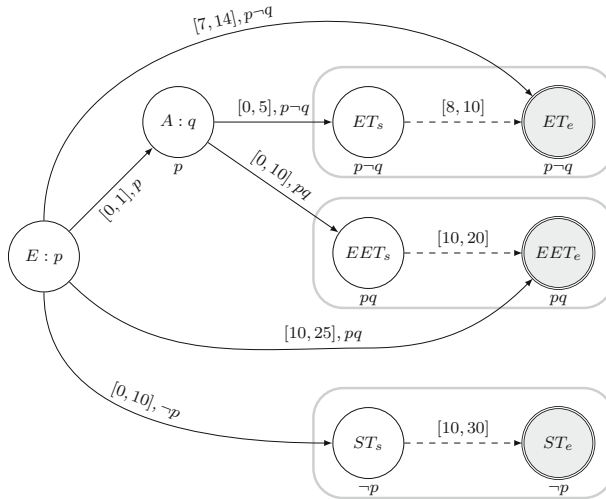 [7, 14], p¬q
A : q
p
[0, 5], p¬q
ET_s
p¬q
[8, 10]
ET_e
p¬q
[0, 1], p
[0, 10], pq
E : p
EET_s
pq
[10, 20]
EET_e
pq
[10, 25], pq
[0, 10], ¬p
ST_s
¬p
[10, 30]
ST_e
¬p